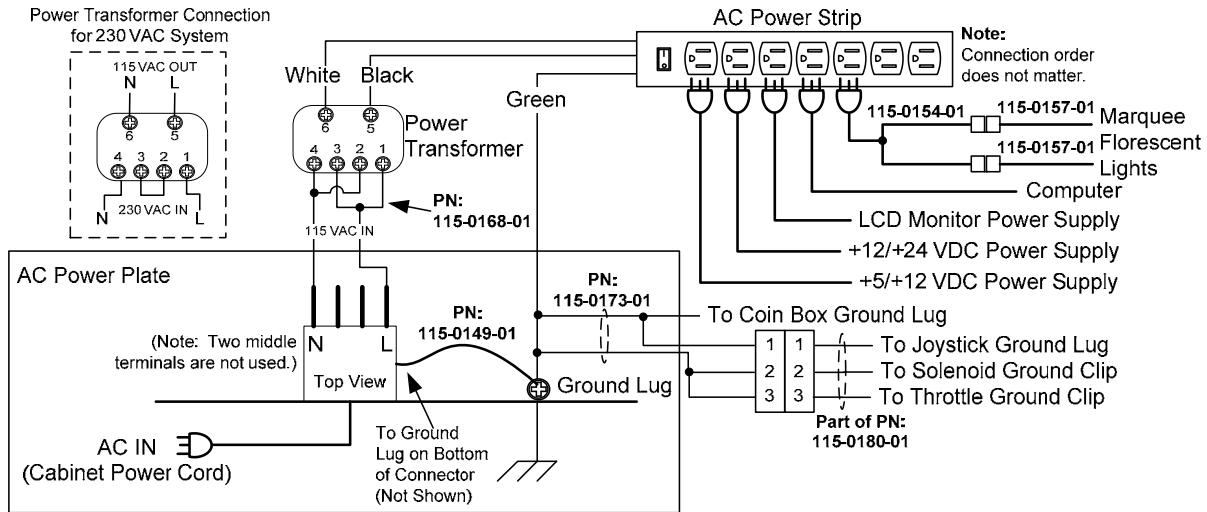 Power Transformer Connection
for 230 VAC System
115 VAC OUT
N L
6 5
4 3 2 1
230 VAC IN
N L
White Black
6 5
4 3 2 1
Power
Transformer
PN:
115-0168-01
115 VAC IN
Green
AC Power Strip
Note:
Connection order
does not matter.
115-0154-01
115-0157-01
115-0157-01
Marquee
Florescent
Lights
Computer
LCD Monitor Power Supply
+12/+24 VDC Power Supply
+5/+12 VDC Power Supply
AC Power Plate
(Note: Two middle
terminals are not used.)
N L
Top View
PN:
115-0149-01
PN:
115-0173-01
Ground Lug
To Coin Box Ground Lug
1 1
2 2
3 3
To Joystick Ground Lug
To Solenoid Ground Clip
To Throttle Ground Clip
Part of PN:
115-0180-01
AC IN
(Cabinet Power Cord)
To Ground
Lug on Bottom
of Connector
(Not Shown)